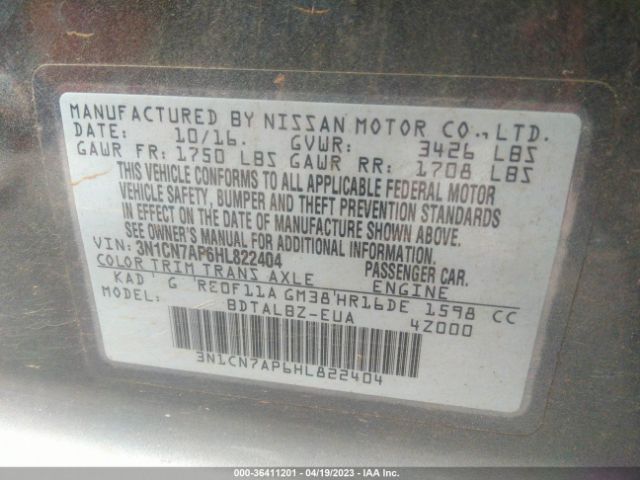 MANUFACTURED BY NISSAN MOTOR CO., LTD.
DATE: 10/16. GVWR: 3426 LBS
GAWR FR: 1750 LBS GAWR RR: 1708 LBS
THIS VEHICLE CONFORMS TO ALL APPLICABLE FEDERAL MOTOR
VEHICLE SAFETY, BUMPER AND THEFT PREVENTION STANDARDS
IN EFFECT ON THE DATE OF MANUFACTURE SHOWN ABOVE.
SEE OWNER'S MANUAL FOR ADDITIONAL INFORMATION.
VIN: 3N1CN7AP6HL822404 PASSENGER CAR.
COLOR TRIM TRANS AXLE ENGINE
KAD G RE0F11A GM38 HR16DE 1598 CC
MODEL: BDTALBZ-EUA 4Z000
3N1CN7AP6HL822404
000-36411201 - 04/19/2023 - IAA Inc.